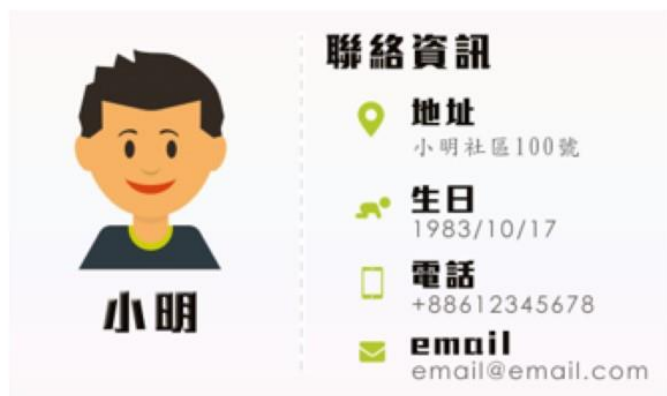 小明
聯絡資訊
地址
小明社區100號
生日
1983/10/17
電話
+88612345678
email
email@email.com